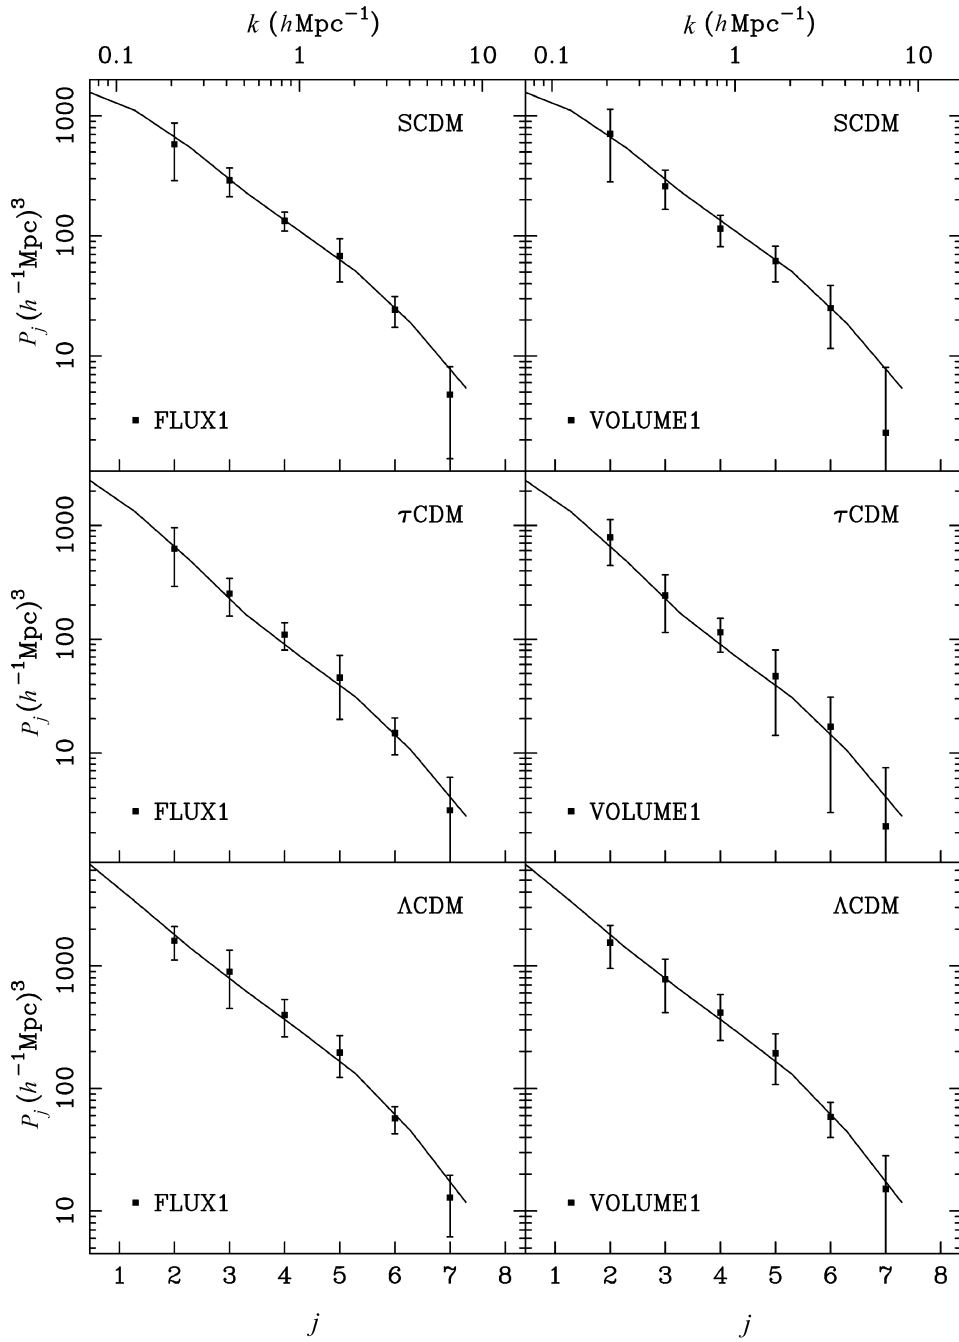 k (hMpc⁻¹) k (hMpc⁻¹)
0.1 1 10 0.1 1 10
1000 SCDM SCDM
100
P_j (h⁻¹Mpc)³
10
FLUX1 VOLUME1
1000 τCDM τCDM
100
P_j (h⁻¹Mpc)³
10
FLUX1 VOLUME1
ΛCDM ΛCDM
1000
P_j (h⁻¹Mpc)³
100
10 FLUX1 VOLUME1
1 2 3 4 5 6 7 8 1 2 3 4 5 6 7 8
j j